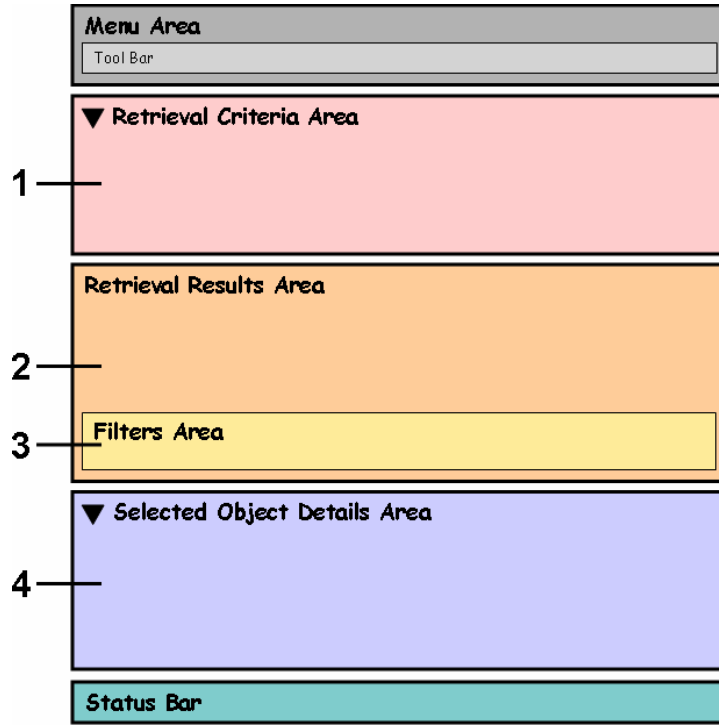 Menu Area
Tool Bar
Retrieval Criteria Area
1
Retrieval Results Area
2
Filters Area
3
Selected Object Details Area
4
Status Bar